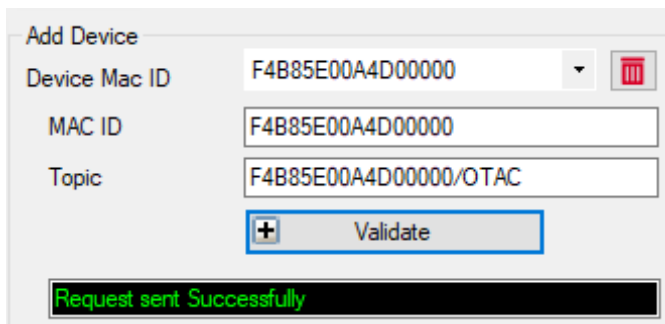 Add Device
Device Mac ID F4B85E00A4D00000
MAC ID F4B85E00A4D00000
Topic F4B85E00A4D00000/OTAC
Validate
Request sent Successfully